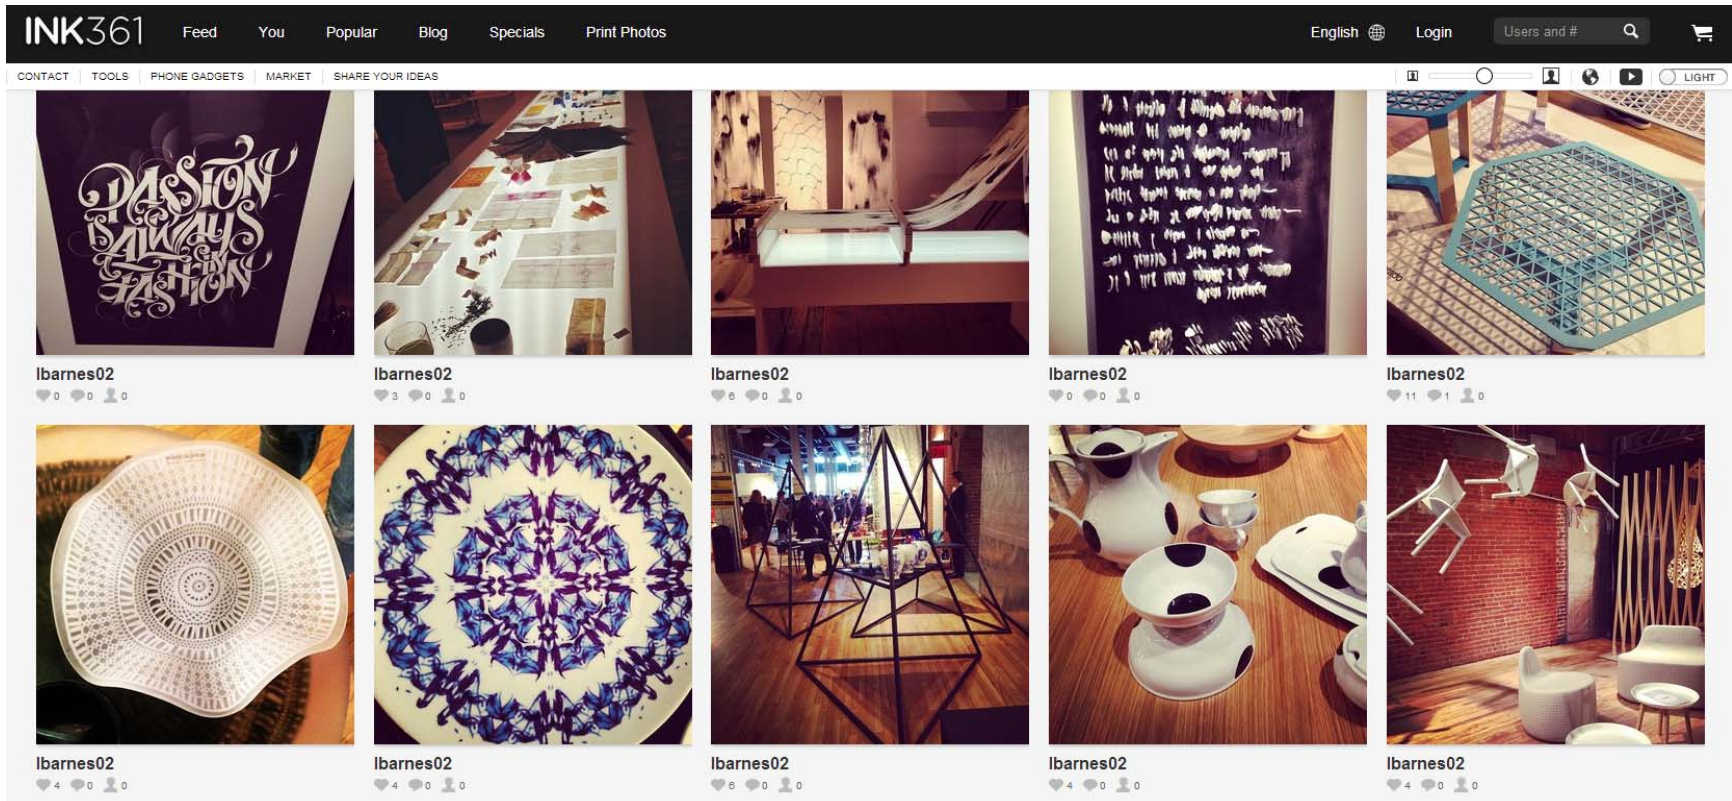 INK361 Feed You Popular Blog Specials Print Photos English Login Users and #
CONTACT TOOLS PHONE GADGETS MARKET SHARE YOUR IDEAS LIGHT
PASSION
IS
ALWAYS
IN
FASHION
lbarnes02 lbarnes02 lbarnes02 lbarnes02 lbarnes02
0 0 0 3 0 0 6 0 0 0 0 0 11 1 0
lbarnes02 lbarnes02 lbarnes02 lbarnes02 lbarnes02
4 0 0 4 0 0 6 0 0 4 0 0 4 0 0